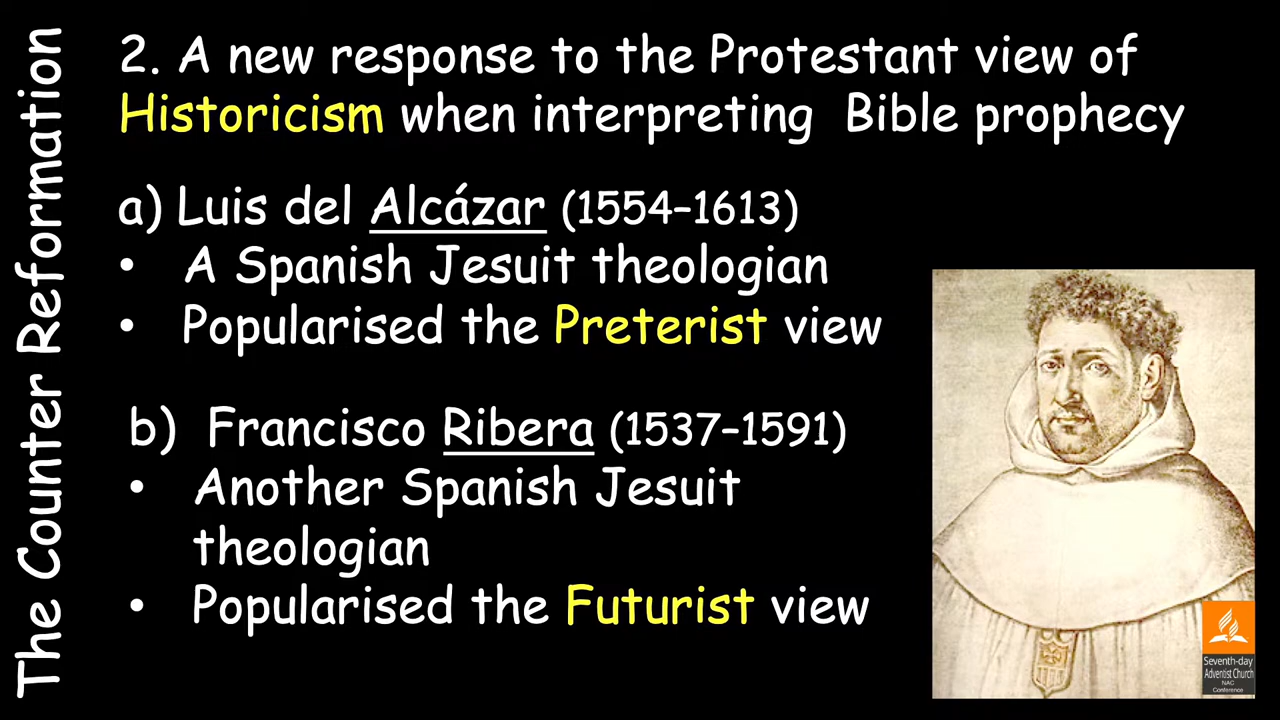 The Counter Reformation
2. A new response to the Protestant view of
Historicism when interpreting Bible prophecy
a) Luis del Alcázar (1554–1613)
• A Spanish Jesuit theologian
• Popularised the Preterist view
b) Francisco Ribera (1537–1591)
• Another Spanish Jesuit
theologian
• Popularised the Futurist view
Seventh-day
Adventist Church
NAC
Conference